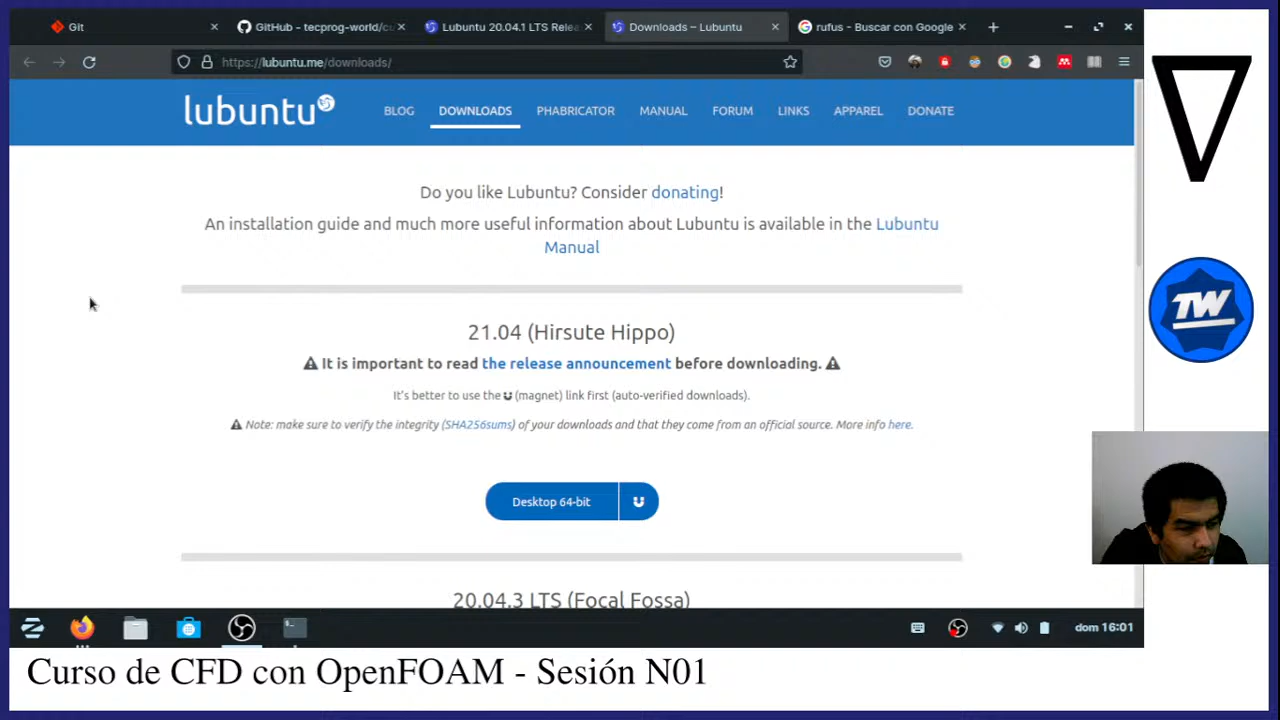 Git
GitHub - tecprog-world/cu
Lubuntu 20.04.1 LTS Relea
Downloads – Lubuntu
rufus - Buscar con Google
https://lubuntu.me/downloads/
lubuntu
BLOG
DOWNLOADS
PHABRICATOR
MANUAL
FORUM
LINKS
APPAREL
DONATE
Do you like Lubuntu? Consider donating!
An installation guide and much more useful information about Lubuntu is available in the Lubuntu
Manual
21.04 (Hirsute Hippo)
It is important to read the release announcement before downloading.
It's better to use the (magnet) link first (auto-verified downloads).
Note: make sure to verify the integrity (SHA256sums) of your downloads and that they come from an official source. More info here.
Desktop 64-bit
20.04.3 LTS (Focal Fossa)
dom 16:01
TW
Curso de CFD con OpenFOAM - Sesión N01